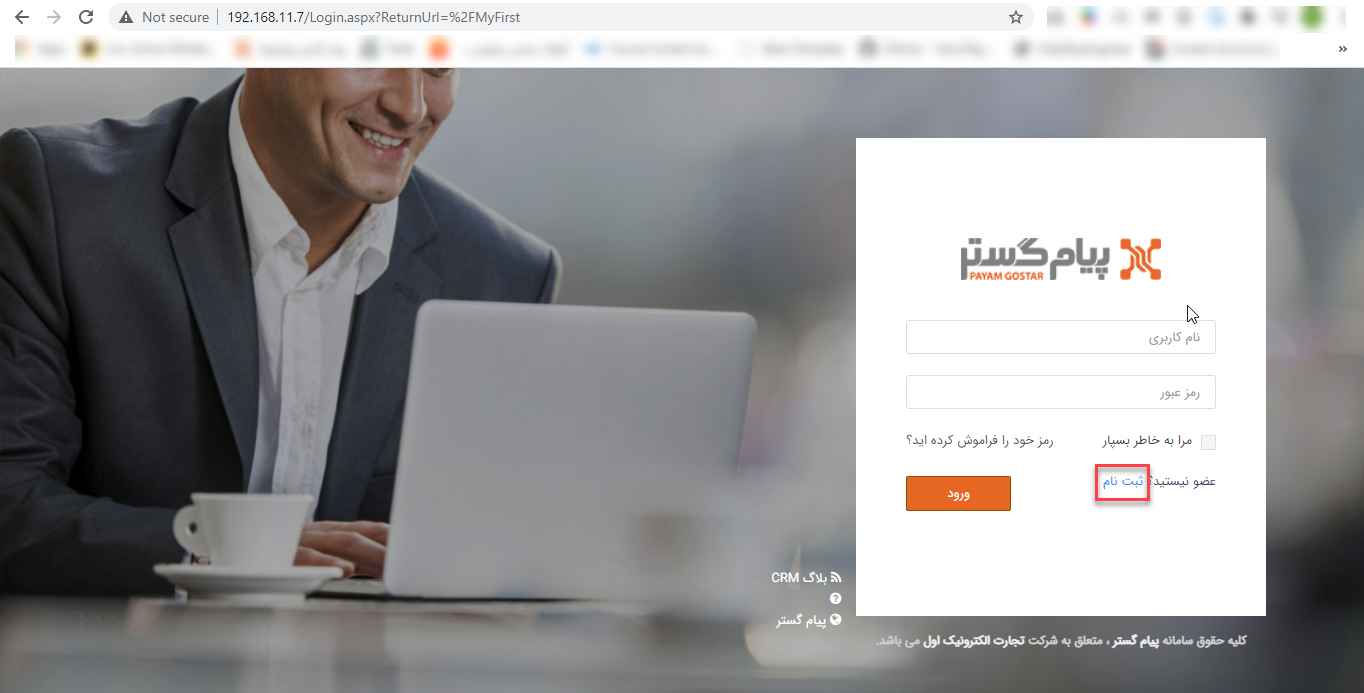 Not secure | 192.168.11.7/Login.aspx?ReturnUrl=%2FMyFirst
پیام گستر
PAYAM GOSTAR
نام کاربری
رمز عبور
مرا به خاطر بسپار
رمز خود را فراموش کرده اید؟
عضو نیستید؟ ثبت نام
ورود
بلاگ CRM
پیام گستر
کلیه حقوق سامانه پیام گستر ، متعلق به شرکت تجارت الکترونیک اول می باشد.